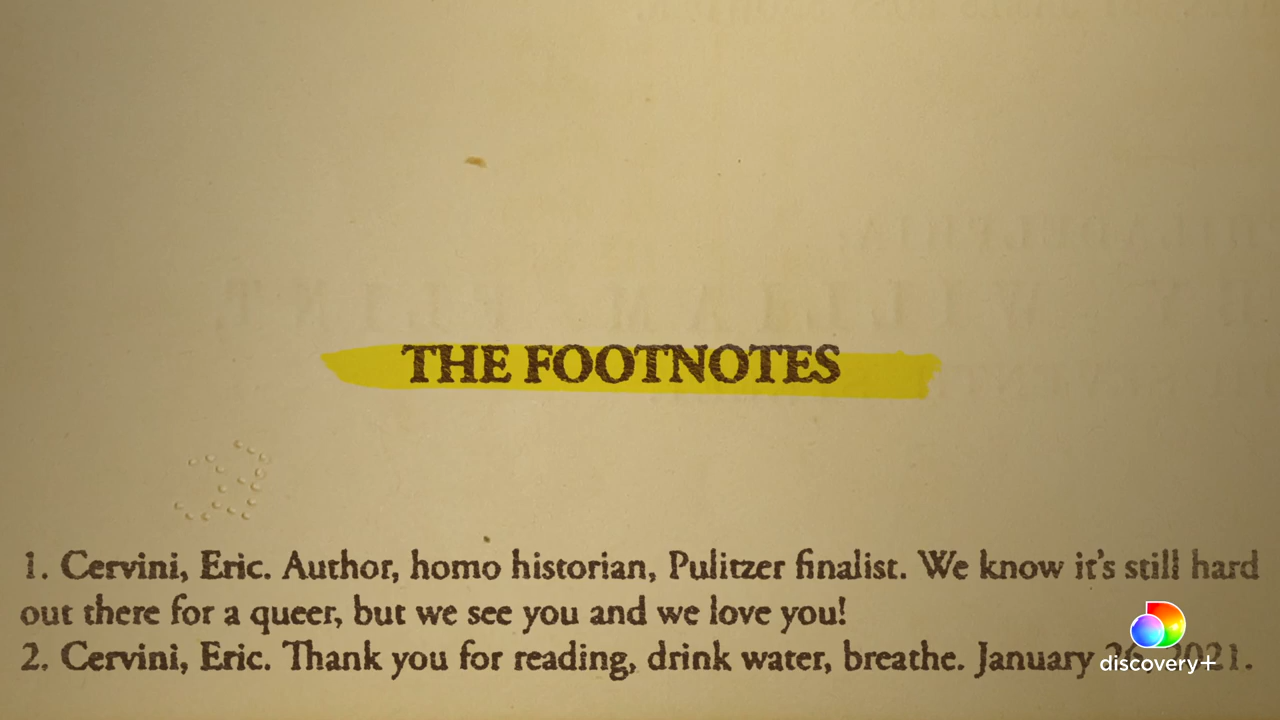 THE FOOTNOTES
1. Cervini, Eric. Author, homo historian, Pulitzer finalist. We know it's still hard
out there for a queer, but we see you and we love you!
2. Cervini, Eric. Thank you for reading, drink water, breathe. January 26, 2021.
discovery+